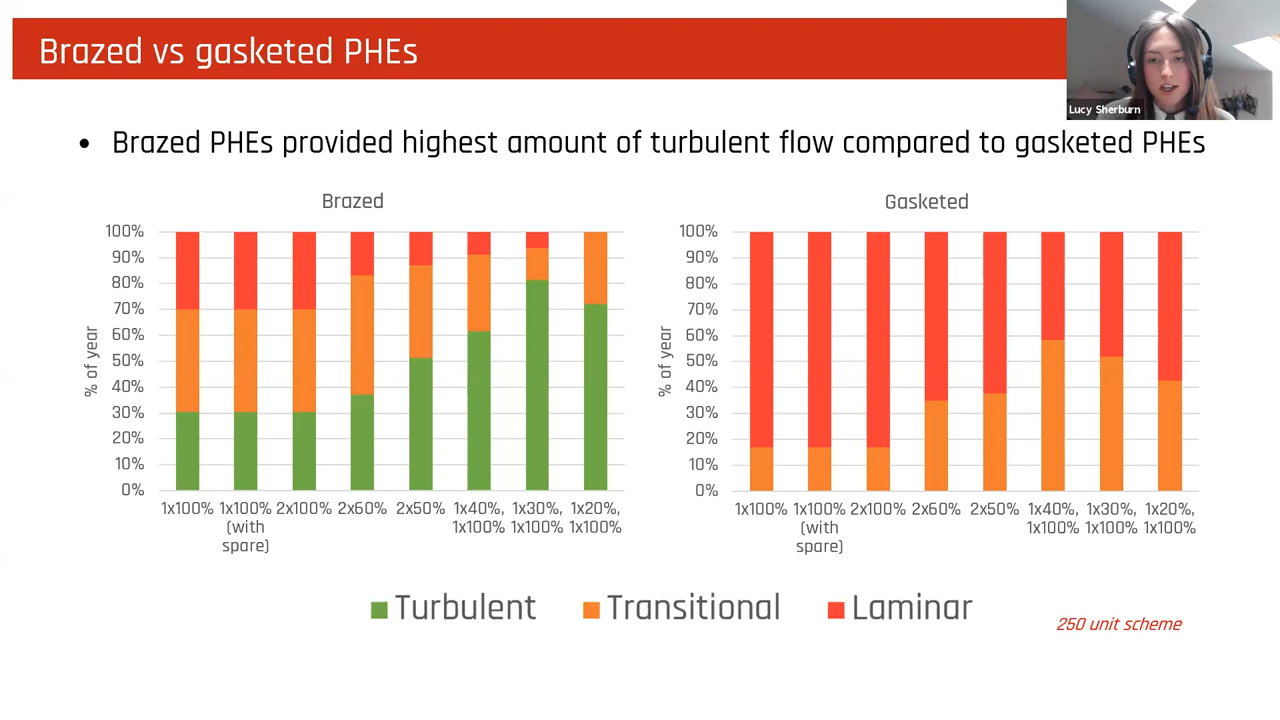 Brazed vs gasketed PHEs
Lucy Sherburn
• Brazed PHEs provided highest amount of turbulent flow compared to gasketed PHEs
Brazed
100%
90%
80%
70%
60%
50%
40%
30%
20%
10%
0%
% of year
1x100% 1x100% 2x100% 2x60% 2x50% 1x40%, 1x30%, 1x20%,
(with 1x100% 1x100% 1x100%
spare)
Gasketed
100%
90%
80%
70%
60%
50%
40%
30%
20%
10%
0%
% of year
1x100% 1x100% 2x100% 2x60% 2x50% 1x40%, 1x30%, 1x20%,
(with 1x100% 1x100% 1x100%
spare)
Turbulent Transitional Laminar
250 unit scheme